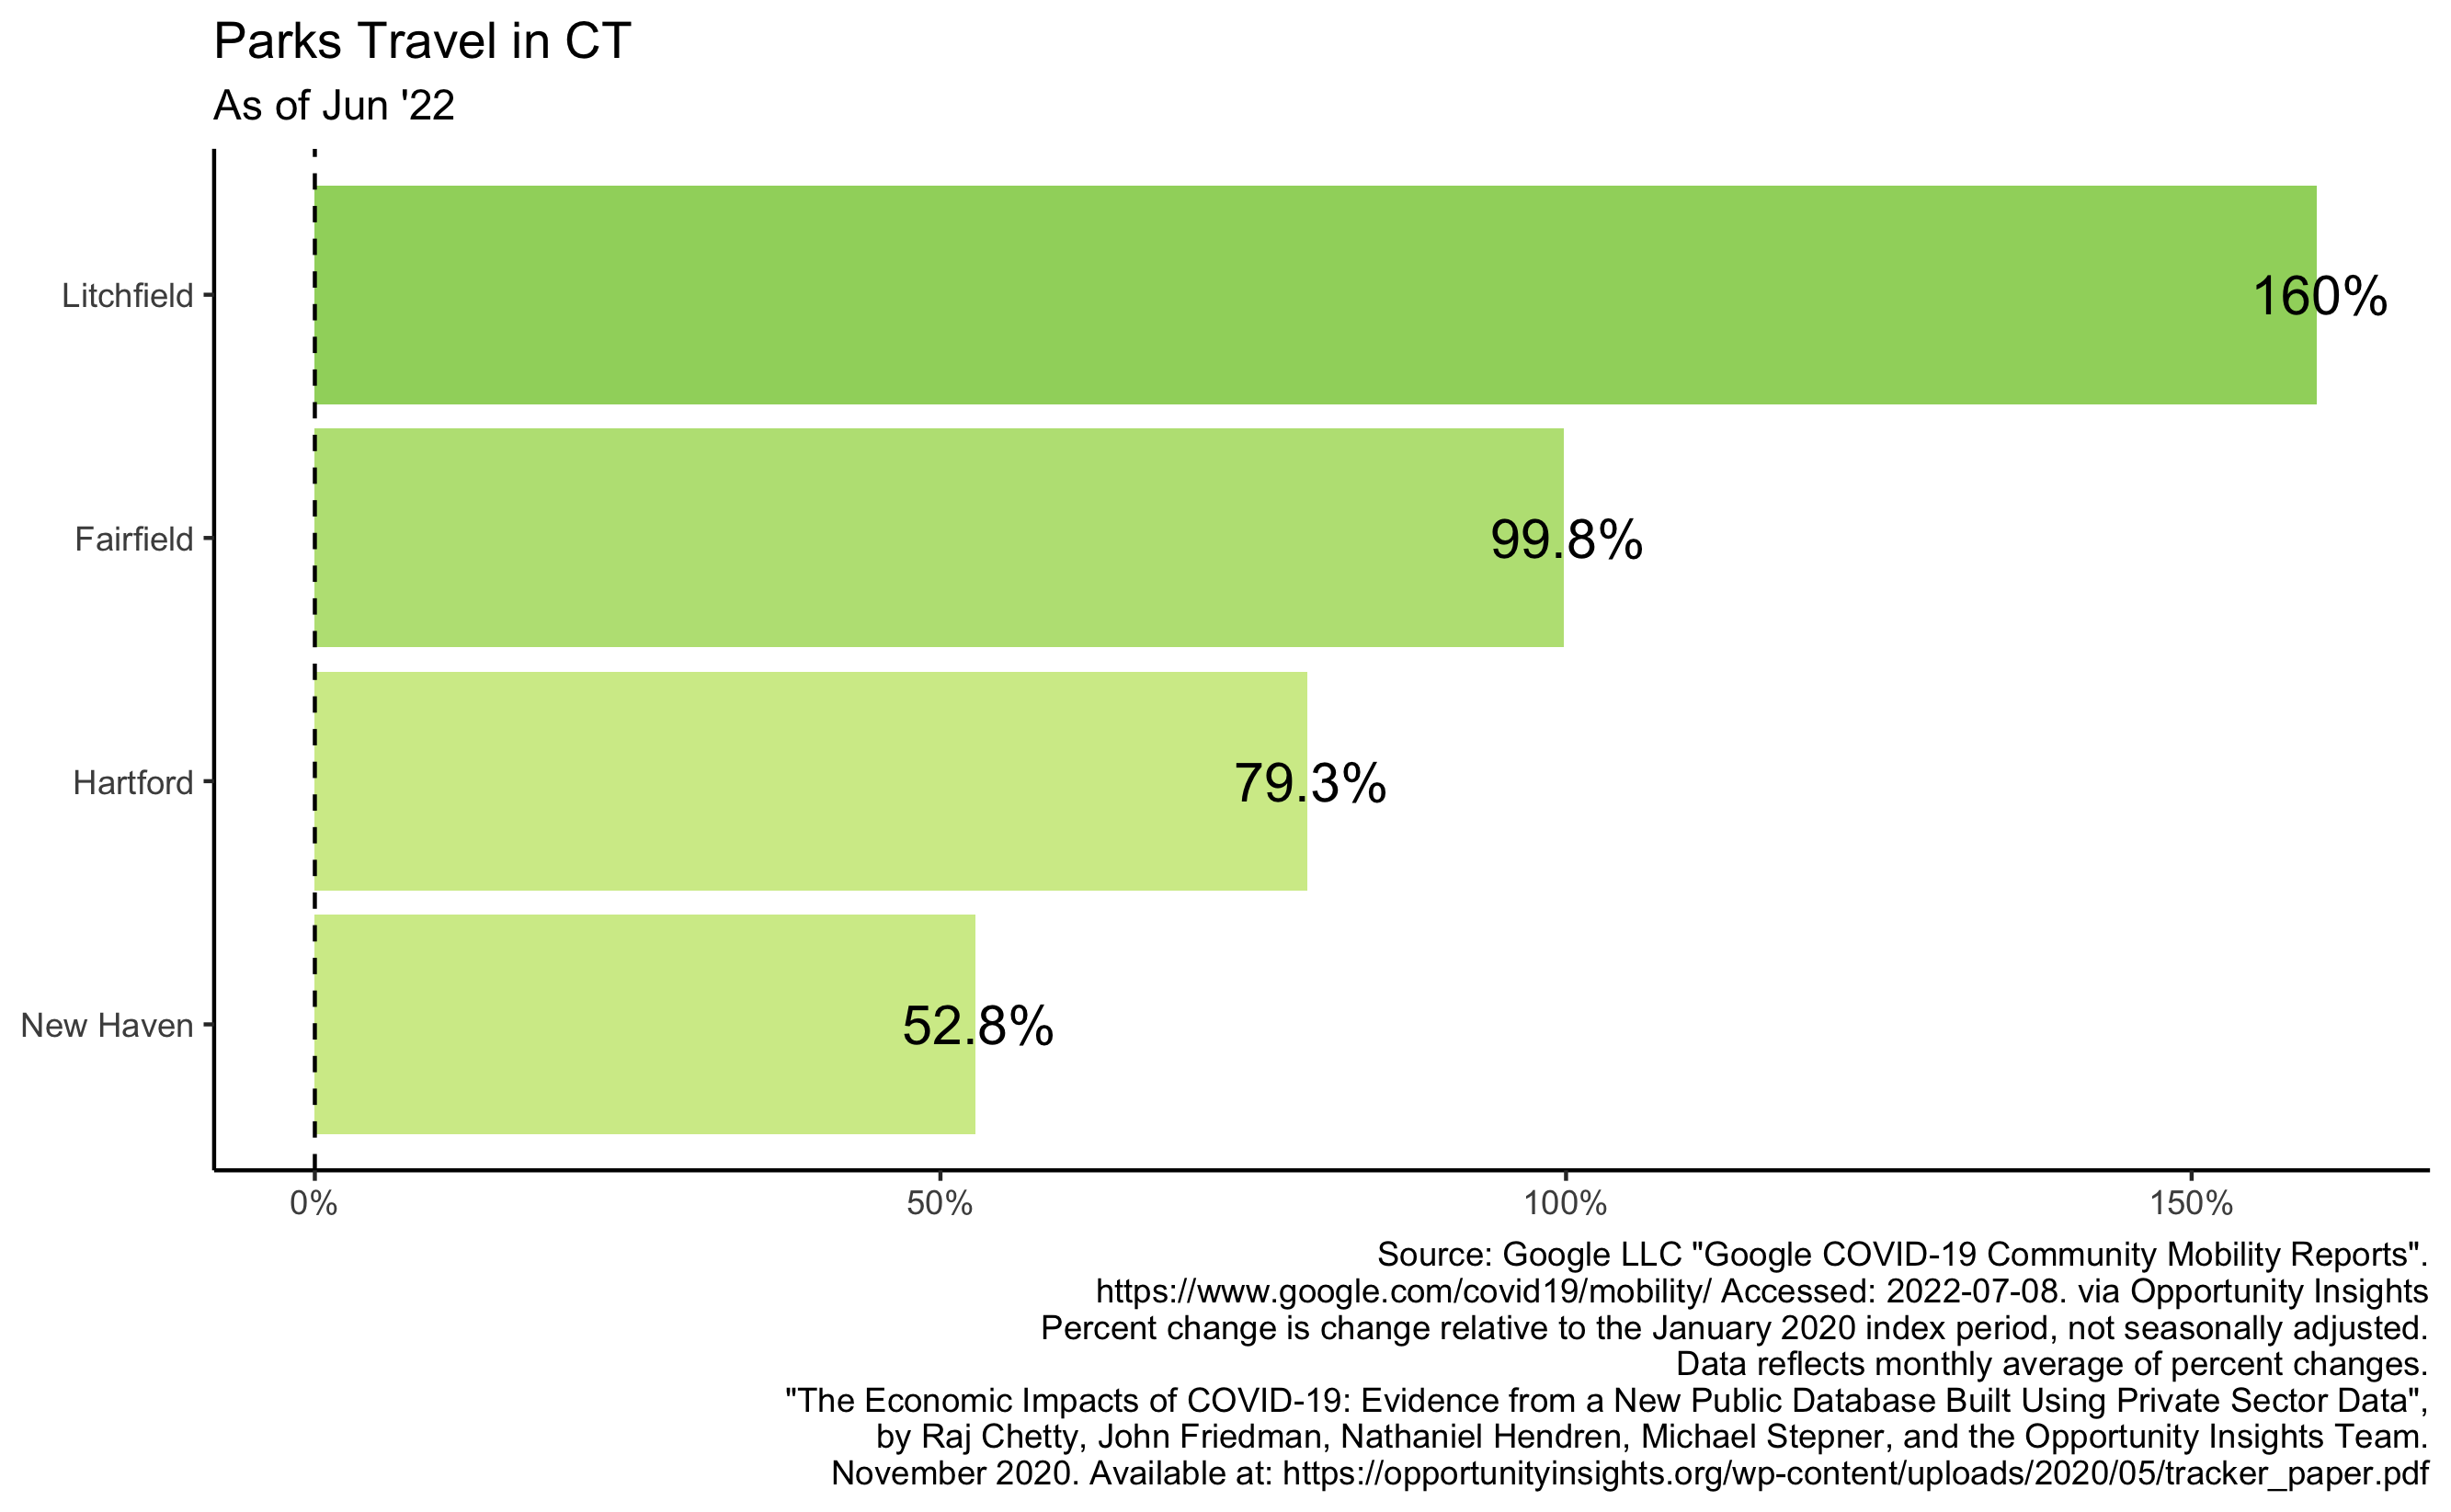 Parks Travel in CT
As of Jun '22
Litchfield
160%
Fairfield
99.8%
Hartford
79.3%
New Haven
52.8%
0%
50%
100%
150%
Source: Google LLC "Google COVID-19 Community Mobility Reports".
https://www.google.com/covid19/mobility/ Accessed: 2022-07-08. via Opportunity Insights
Percent change is change relative to the January 2020 index period, not seasonally adjusted.
Data reflects monthly average of percent changes.
"The Economic Impacts of COVID-19: Evidence from a New Public Database Built Using Private Sector Data",
by Raj Chetty, John Friedman, Nathaniel Hendren, Michael Stepner, and the Opportunity Insights Team.
November 2020. Available at: https://opportunityinsights.org/wp-content/uploads/2020/05/tracker_paper.pdf